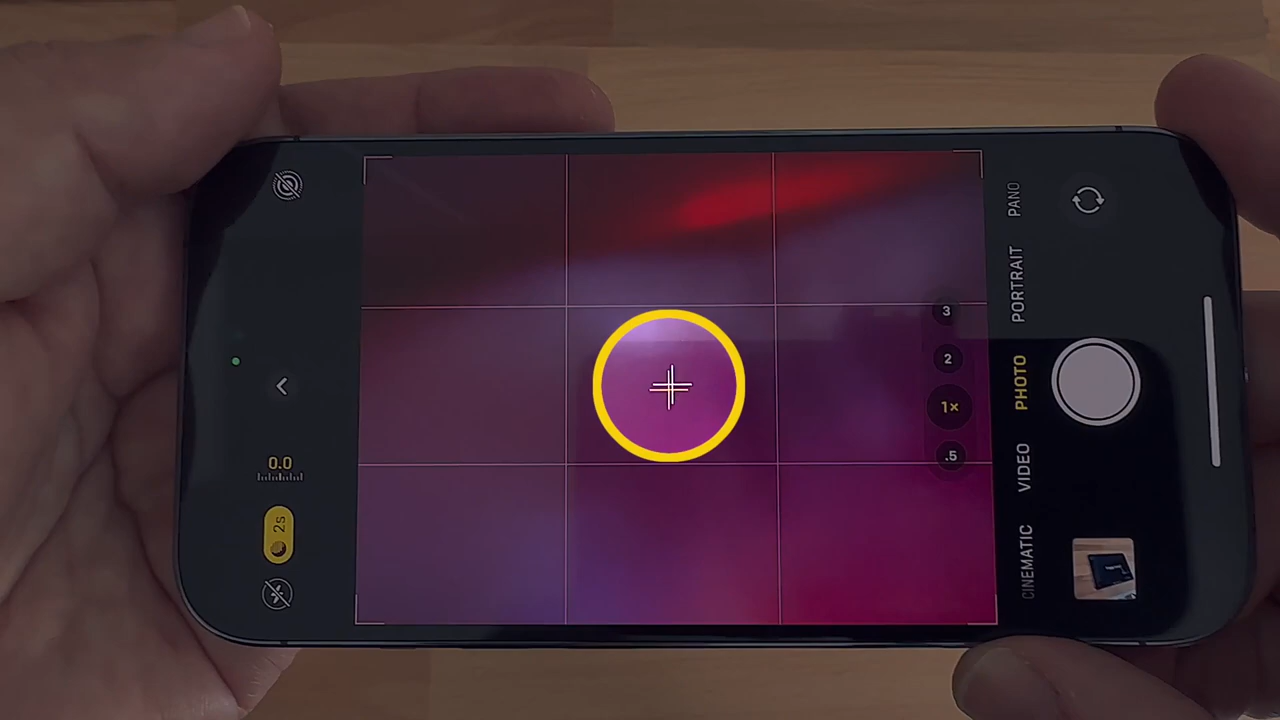 0.0
2s
3
2
1×
.5
PANO
PORTRAIT
PHOTO
VIDEO
CINEMATIC